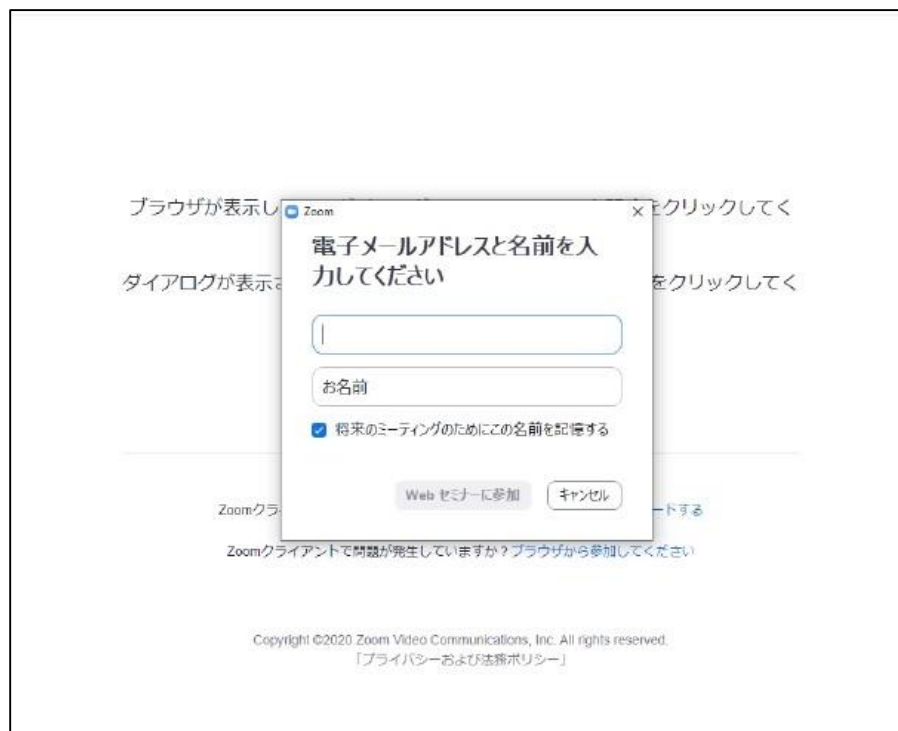 ブラウザが表示し
をクリックしてく
Zoom
電子メールアドレスと名前を入
力してください
ダイアログが表示さ
をクリックしてく
お名前
将来のミーティングのためにこの名前を記憶する
Web セミナーに参加
キャンセル
Zoomクラ
ードする
Zoomクライアントで問題が発生していますか？ブラウザから参加してください
Copyright ©2020 Zoom Video Communications, Inc. All rights reserved.
「プライバシーおよび法務ポリシー」